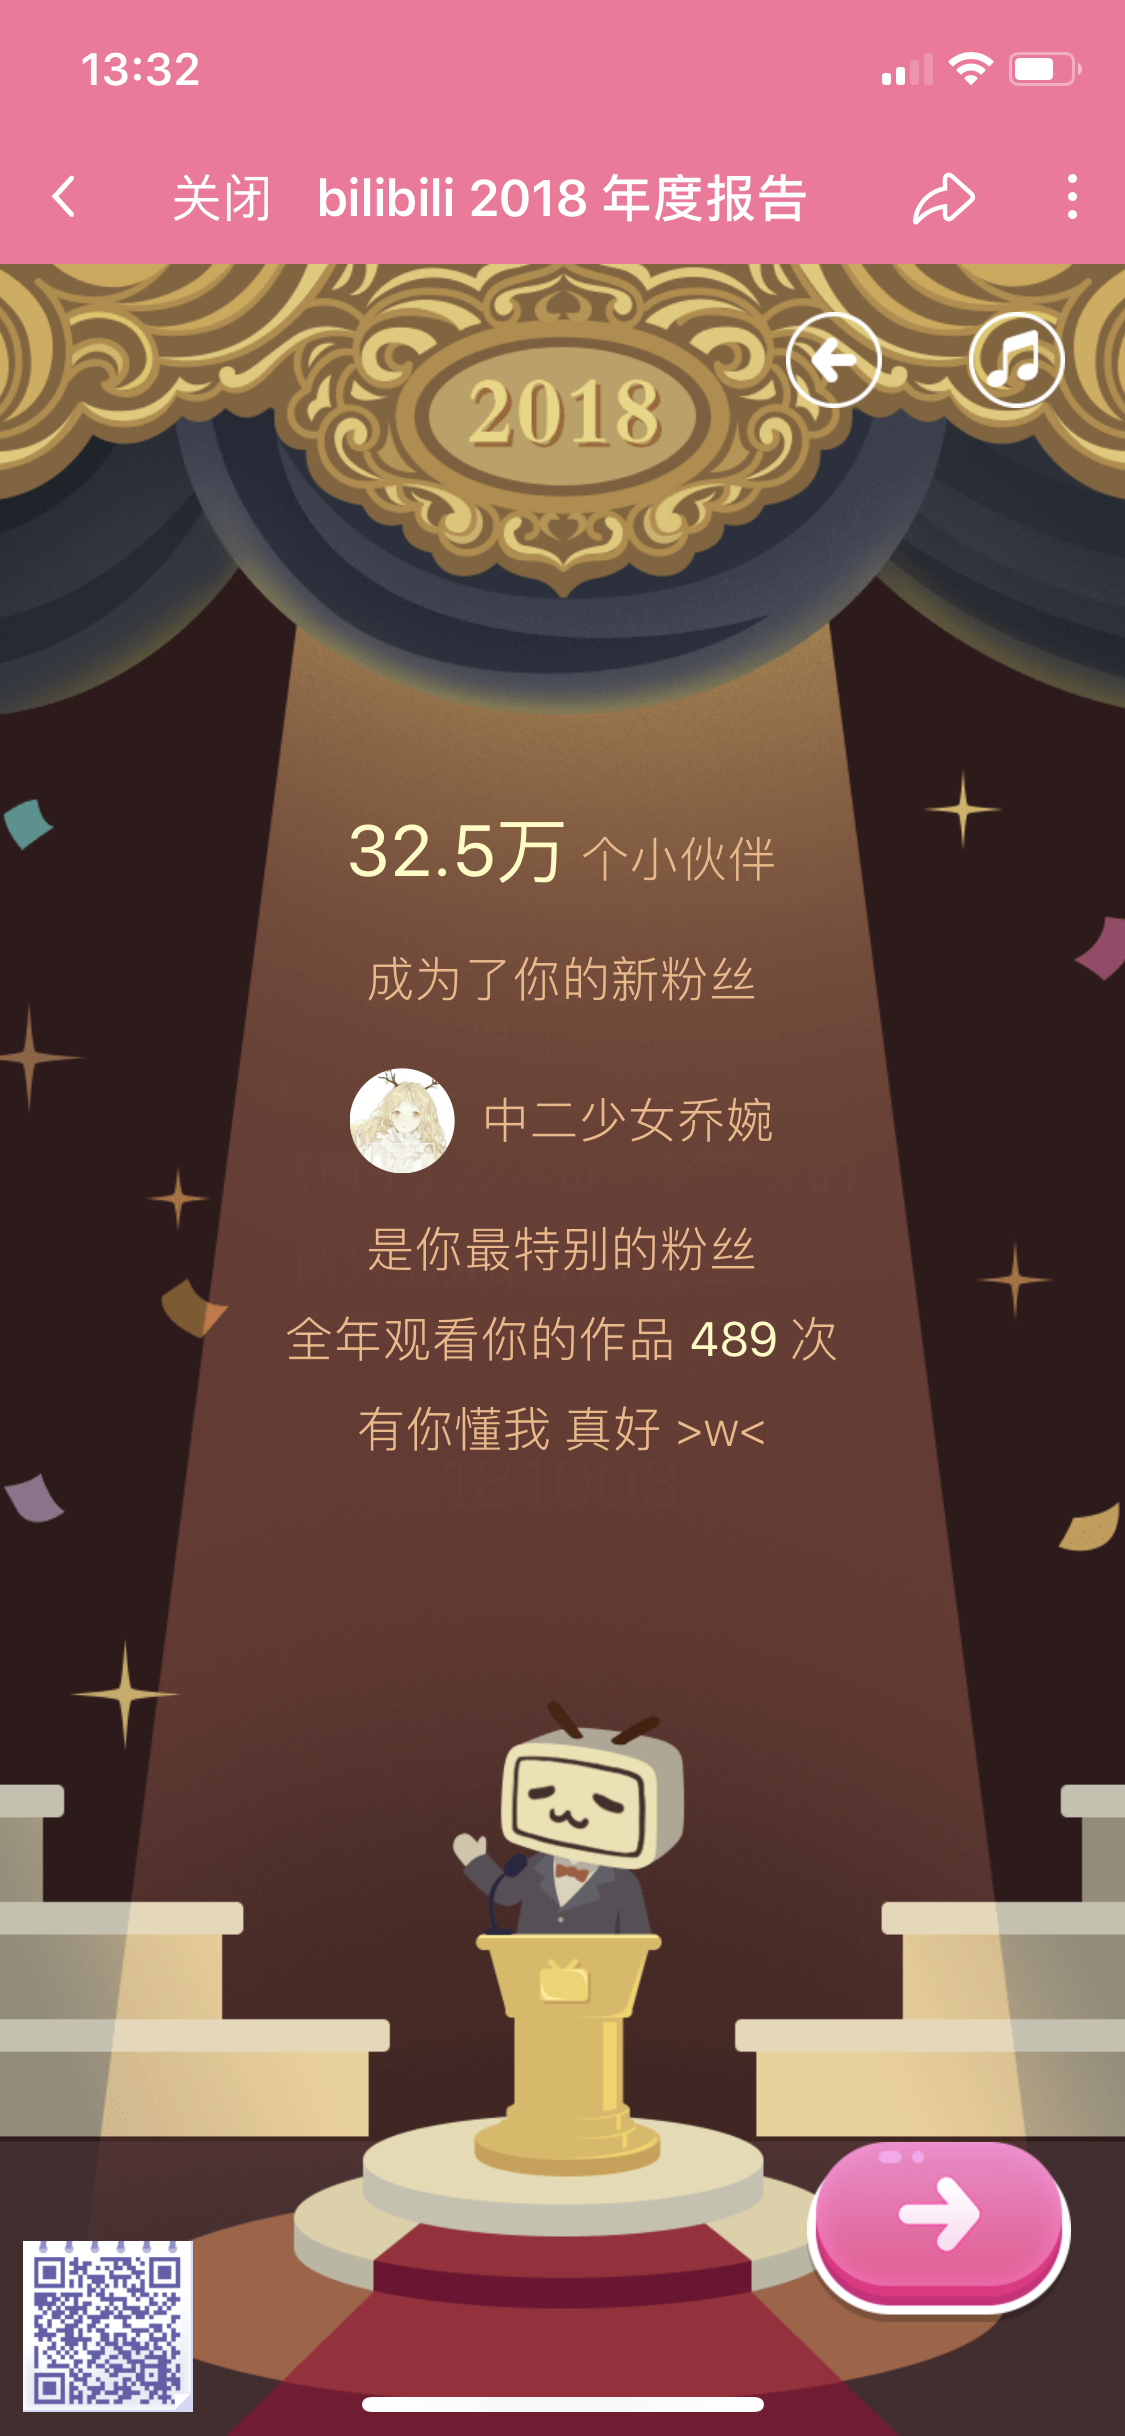 13:32
关闭 bilibili 2018 年度报告
2018
32.5万 个小伙伴
成为了你的新粉丝
中二少女乔婉
是你最特别的粉丝
全年观看你的作品 489 次
有你懂我 真好 >w<
181003